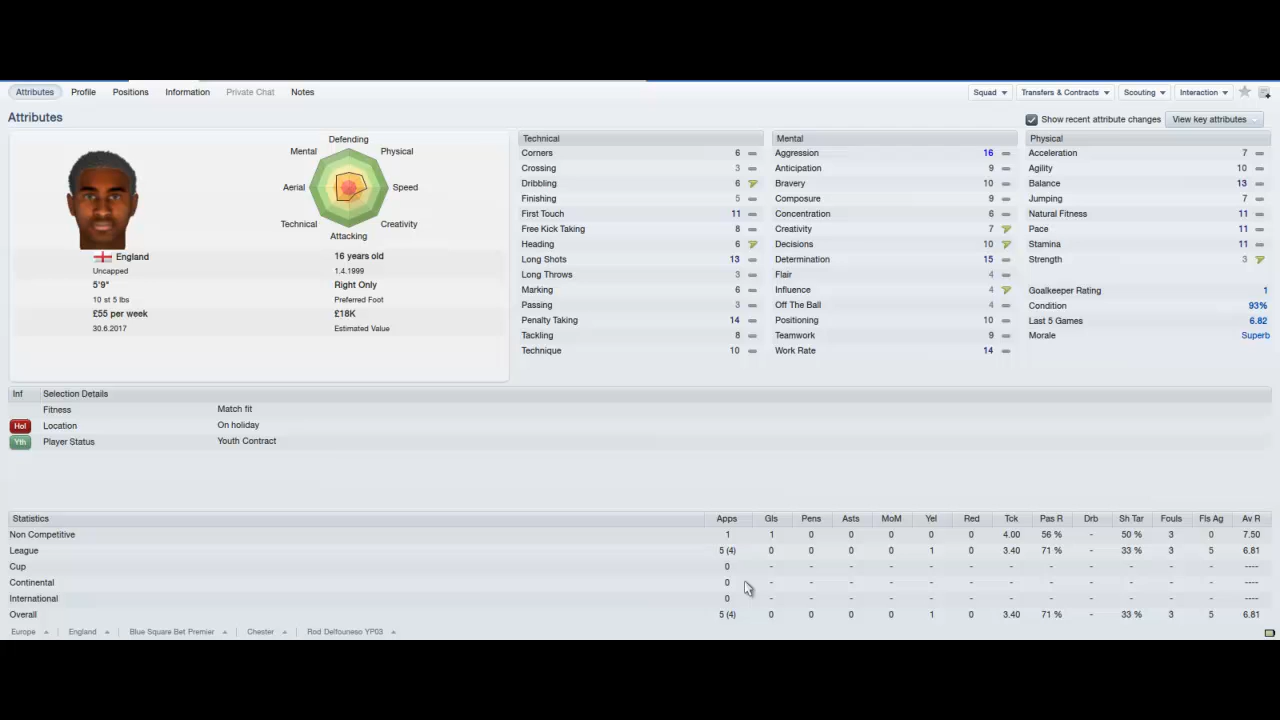 Attributes Profile Positions Information Private Chat Notes Squad Transfers & Contracts Scouting Interaction
Attributes Show recent attribute changes View key attributes
Defending
Mental Physical
Aerial Speed
Technical Creativity
Attacking
England 16 years old
Uncapped 1.4.1999
5'9" Right Only
10 st 5 lbs Preferred Foot
£55 per week £18K
30.6.2017 Estimated Value
Technical
Corners 6
Crossing 3
Dribbling 6
Finishing 5
First Touch 11
Free Kick Taking 8
Heading 6
Long Shots 13
Long Throws 3
Marking 6
Passing 3
Penalty Taking 14
Tackling 8
Technique 10
Mental
Aggression 16
Anticipation 9
Bravery 10
Composure 9
Concentration 6
Creativity 7
Decisions 10
Determination 15
Flair 4
Influence 4
Off The Ball 4
Positioning 10
Teamwork 9
Work Rate 14
Physical
Acceleration 7
Agility 10
Balance 13
Jumping 7
Natural Fitness 11
Pace 11
Stamina 11
Strength 3
Goalkeeper Rating 1
Condition 93%
Last 5 Games 6.82
Morale Superb
Inf Selection Details
Fitness Match fit
Hol Location On holiday
Yth Player Status Youth Contract
Statistics Apps Gls Pens Asts MoM Yel Red Tck Pas R Drb Sh Tar Fouls Fls Ag Av R
Non Competitive 1 1 0 0 0 0 0 4.00 56 % - 50 % 3 0 7.50
League 5 (4) 0 0 0 0 1 0 3.40 71 % - 33 % 3 5 6.81
Cup 0 - - - - - - - - - - - - ----
Continental 0 - - - - - - - - - - - - ----
International 0 - - - - - - - - - - - - ----
Overall 5 (4) 0 0 0 0 1 0 3.40 71 % - 33 % 3 5 6.81
Europe England Blue Square Bet Premier Chester Rod Delfouneso YP03